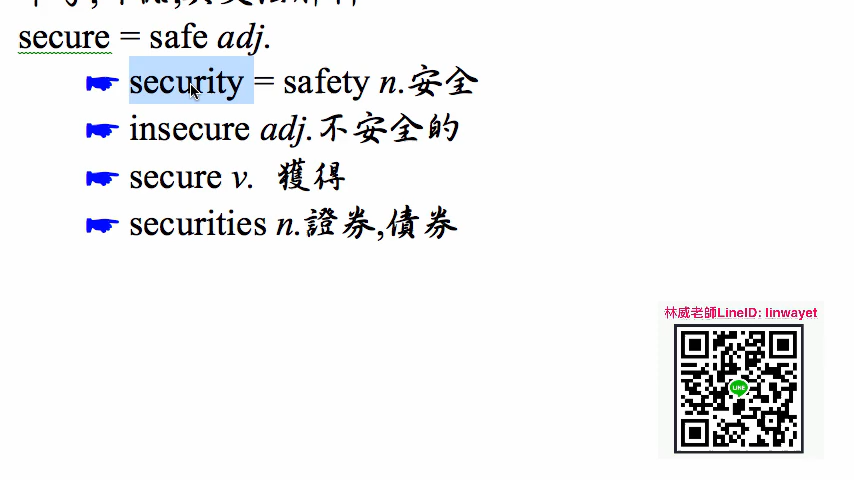 secure = safe adj.
security = safety n.安全
insecure adj.不安全的
secure v. 獲得
securities n.證券,債券
林威老師LineID: linwayet
LINE